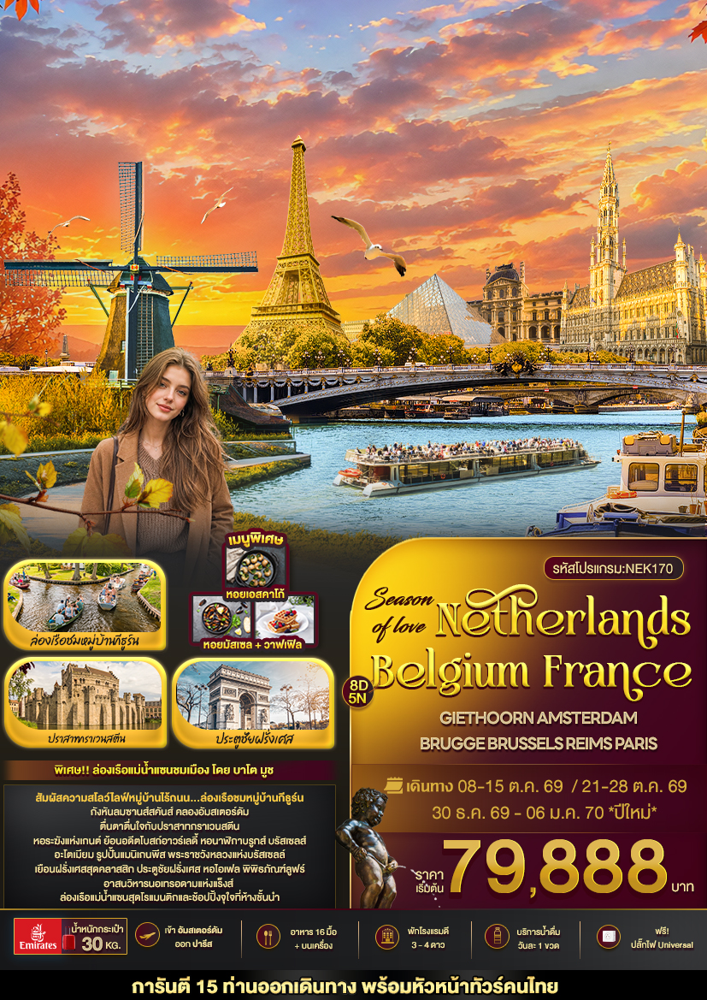 เมนูพิเศษ
หอยเอสคาโก้
หอยมัสเซล + วาฟเฟิล
ล่องเรือชมหมู่บ้านกีธูร์น
ปราสาทกราเวนสตีน
ประตูชัยฝรั่งเศส
รหัสโปรแกรม:NEK170
Season of love
Netherlands
Belgium France
8D
5N
GIETHOORN AMSTERDAM
BRUGGE BRUSSELS REIMS PARIS
เดินทาง 08-15 ต.ค. 69 / 21-28 ต.ค. 69
30 ธ.ค. 69 - 06 ม.ค. 70 *ปีใหม่*
ราคา
เริ่มต้น 79,888 บาท
พิเศษ!! ล่องเรือแม่น้ำแซนชมเมือง โดย บาโต มูช
สัมผัสความสโลว์ไลฟ์หมู่บ้านไร้ถนน...ล่องเรือชมหมู่บ้านกีธูร์น
กังหันลมซานส์สคันส์ คลองอัมสเตอร์ดัม
ตื่นตาตื่นใจกับปราสาทกราเวนสตีน
หอระฆังแห่งเกนต์ ย้อนอดีตโบสถ์อาวร์เลดี้ หอนาฬิกาบรูกส์ บรัสเซลส์
อะโตเมียม รูปปั้นแมนิเกนพีส พระราชวังหลวงแห่งบรัสเซลล์
เยือนฝรั่งเศสสุดคลาสสิก ประตูชัยฝรั่งเศส หอไอเฟล พิพิธภัณฑ์ลูฟร์
อาสนวิหารนอเทรอดามแห่งแร็งส์
ล่องเรือแม่น้ำแซนสุดโรแมนติกและช้อปปิ้งจุใจที่ห้างชั้นนำ
Emirates
น้ำหนักกระเป๋า
30 KG.
เข้า อัมสเตอร์ดัม
ออก ปารีส
อาหาร 16 มื้อ
+ บนเครื่อง
พักโรงแรมดี
3 - 4 ดาว
บริการน้ำดื่ม
วันละ 1 ขวด
ฟรี!
ปลั๊กไฟ Universal
การันตี 15 ท่านออกเดินทาง พร้อมหัวหน้าทัวร์คนไทย